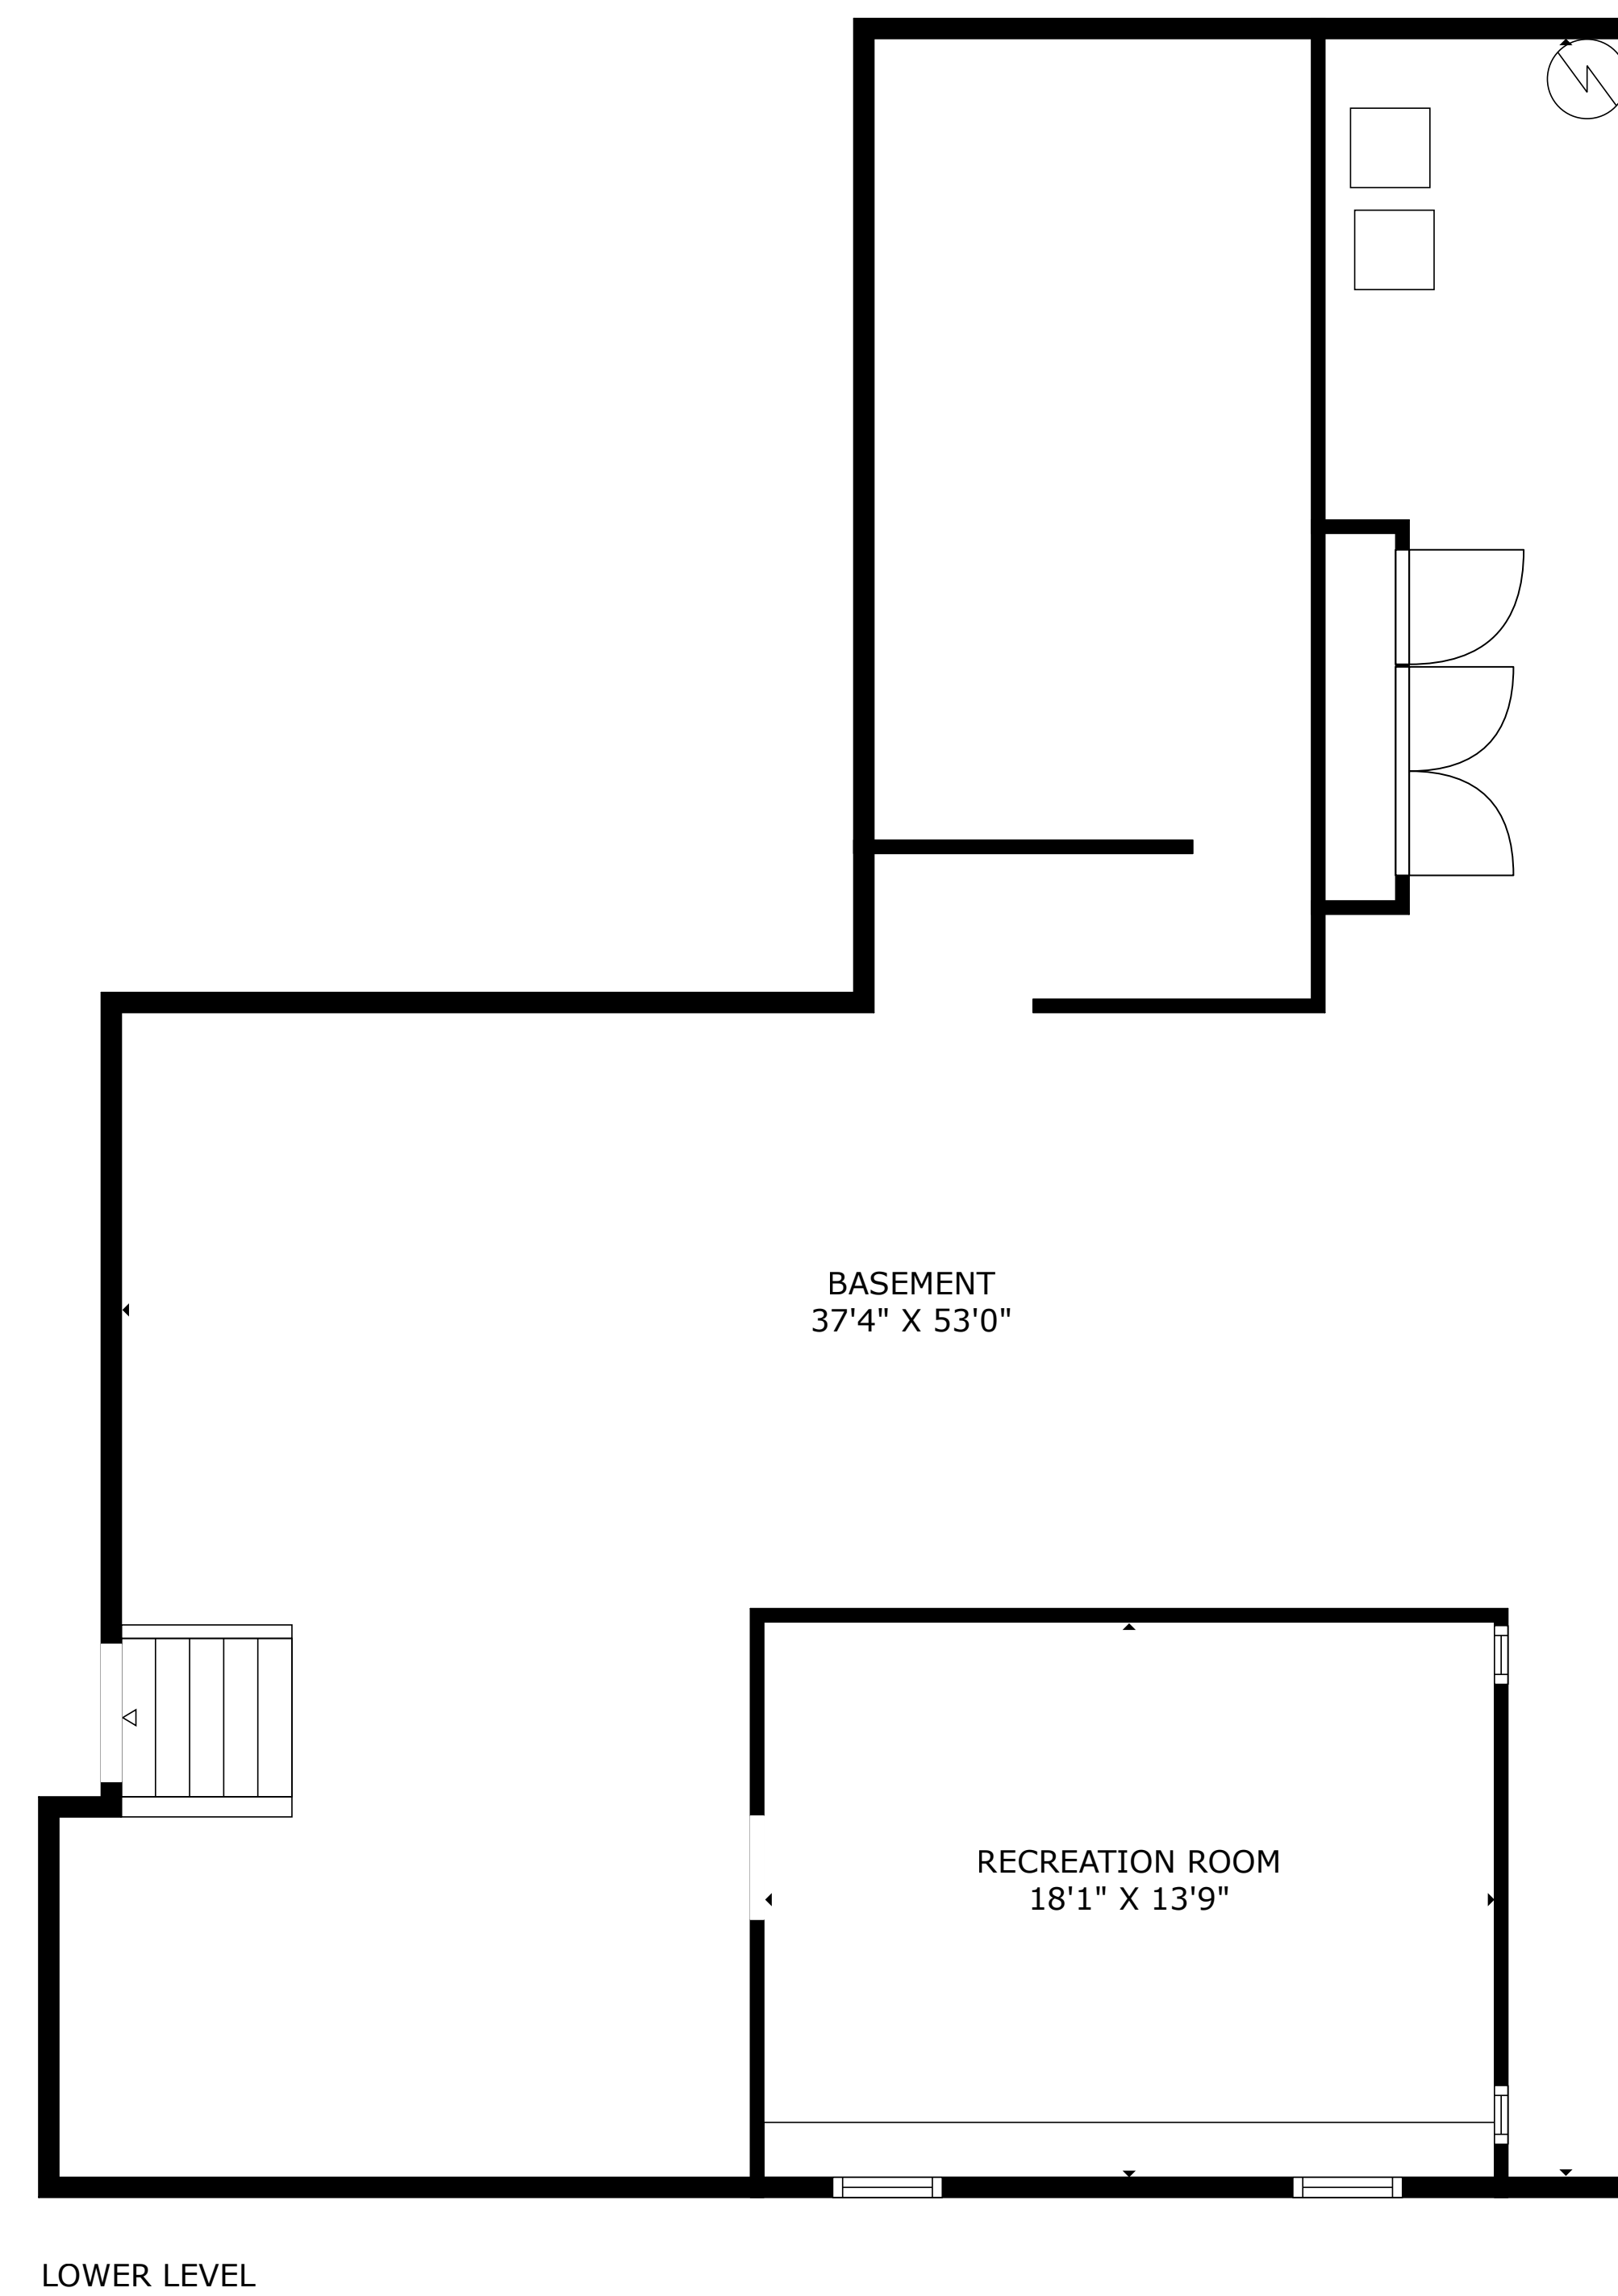 BASEMENT
37'4" X 53'0"
RECREATION ROOM
18'1" X 13'9"
LOWER LEVEL